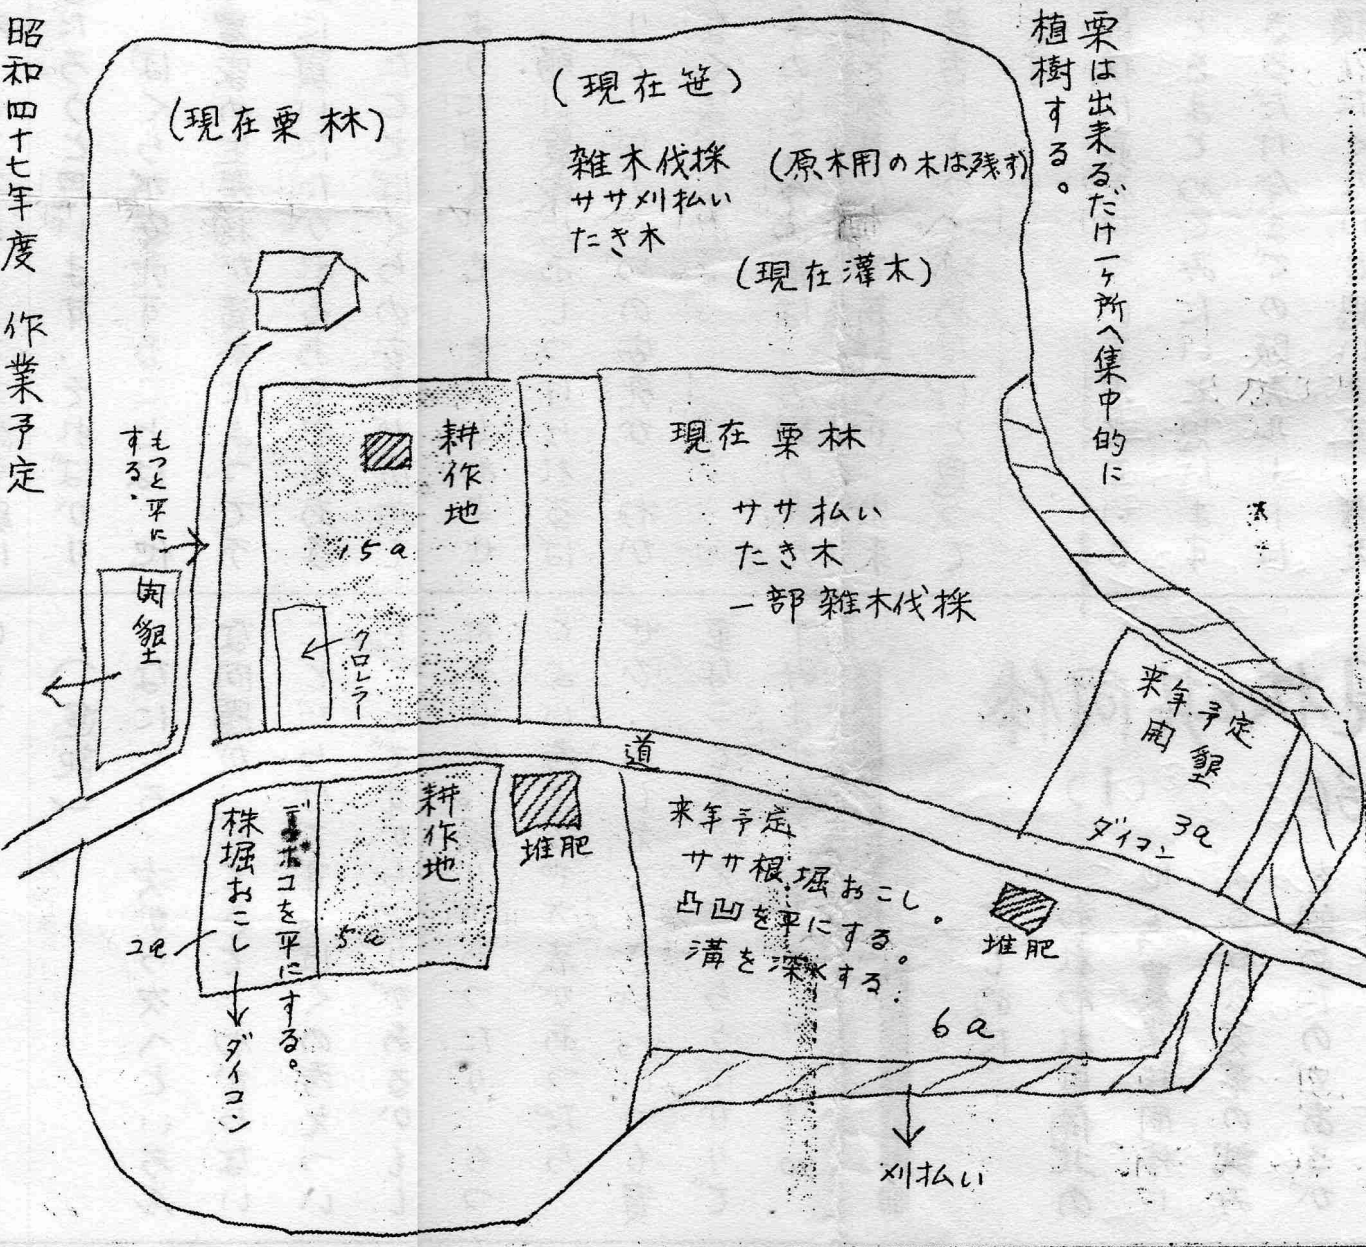 昭和四十七年度 作業予定
栗は出来るだけ一ケ所へ集中的に
植樹する。
(現在栗林)
(現在笹)
雑木伐採 (原木用の木は残す)
ササ刈払い
たき木
(現在灌木)
もっと平に
する。
開墾
耕作地
15a
クロレラー
現在栗林
ササ払い
たき木
一部雑木伐採
来年予定
開墾
3a
ダイコン
道
株堀おこし→ダイコン
2a
デボコを平にする。
耕作地
5a
堆肥
来年予定
ササ根堀おこし。
凸凹を平にする。
溝を深くする。
6a
堆肥
刈払い